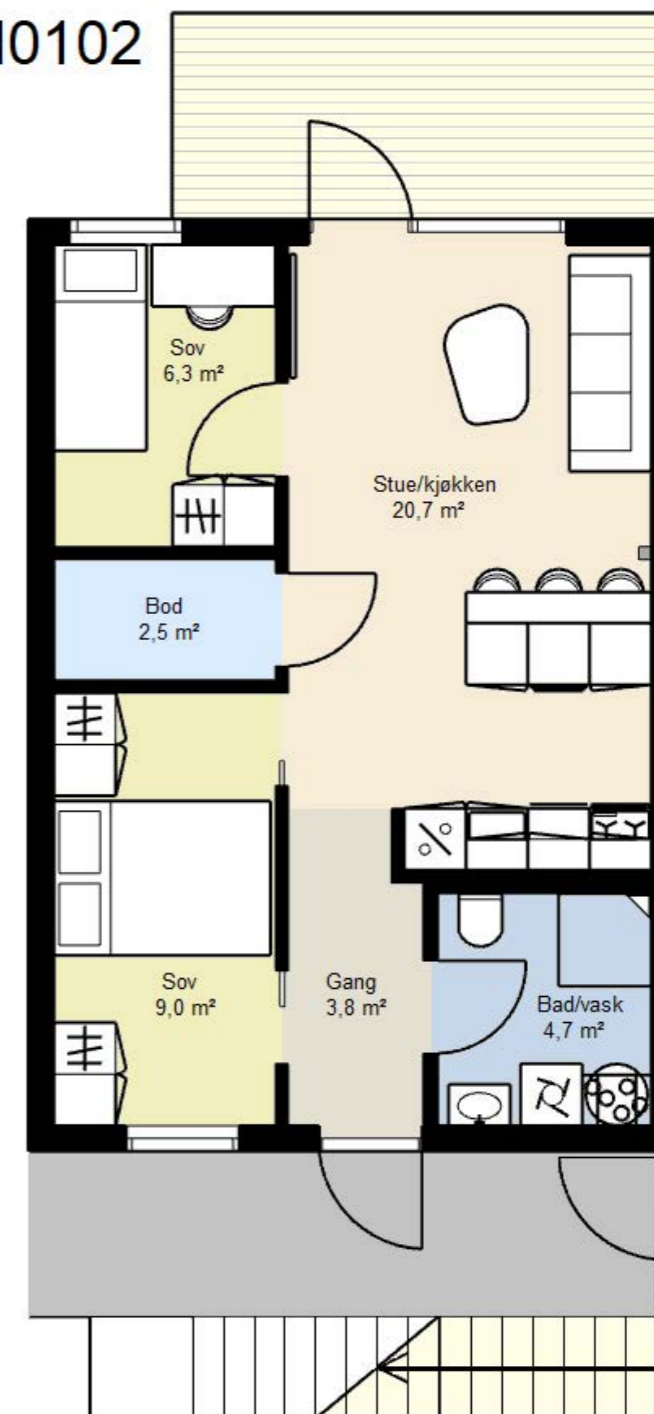 H0102
Sov
6,3 m²
Stue/kjøkken
20,7 m²
Bod
2,5 m²
Sov
9,0 m²
Gang
3,8 m²
Bad/vask
4,7 m²